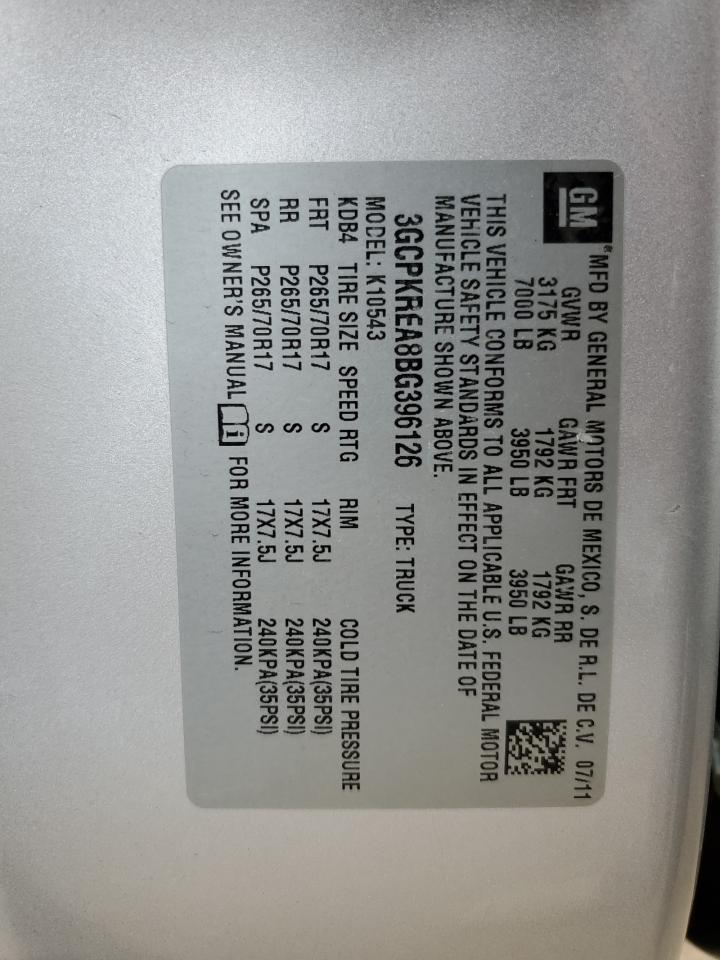 GM ® MFD BY GENERAL MOTORS DE MEXICO, S. DE R.L. DE C.V. 07/11
GVWR GAWR FRT GAWR RR
3175 KG 1792 KG 1792 KG
7000 LB 3950 LB 3950 LB
THIS VEHICLE CONFORMS TO ALL APPLICABLE U.S. FEDERAL MOTOR
VEHICLE SAFETY STANDARDS IN EFFECT ON THE DATE OF
MANUFACTURE SHOWN ABOVE.
3GCPKREA8BG396126 TYPE: TRUCK
MODEL: K10543
KDB4 TIRE SIZE SPEED RTG RIM COLD TIRE PRESSURE
FRT P265/70R17 S 17X7.5J 240KPA(35PSI)
RR P265/70R17 S 17X7.5J 240KPA(35PSI)
SPA P265/70R17 S 17X7.5J 240KPA(35PSI)
SEE OWNER'S MANUAL i FOR MORE INFORMATION.